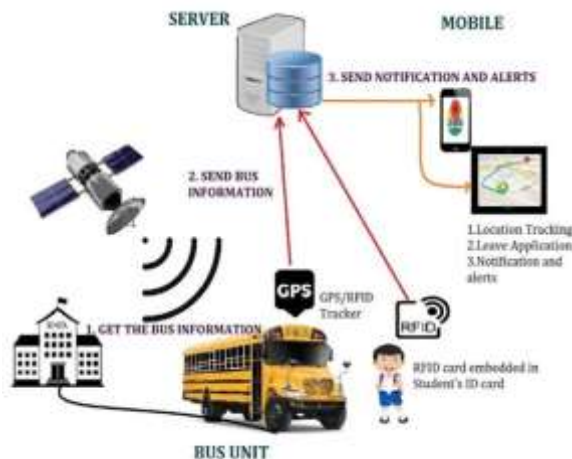 SERVER
MOBILE
3. SEND NOTIFICATION AND ALERTS
2. SEND BUS
INFORMATION
1.Location Tracking
2.Leave Application
3.Notification and
alerts
GPS
GPS/RFID
Tracker
RFID
1. GET THE BUS INFORMATION
RFID card embedded in
Student's ID card
BUS UNIT